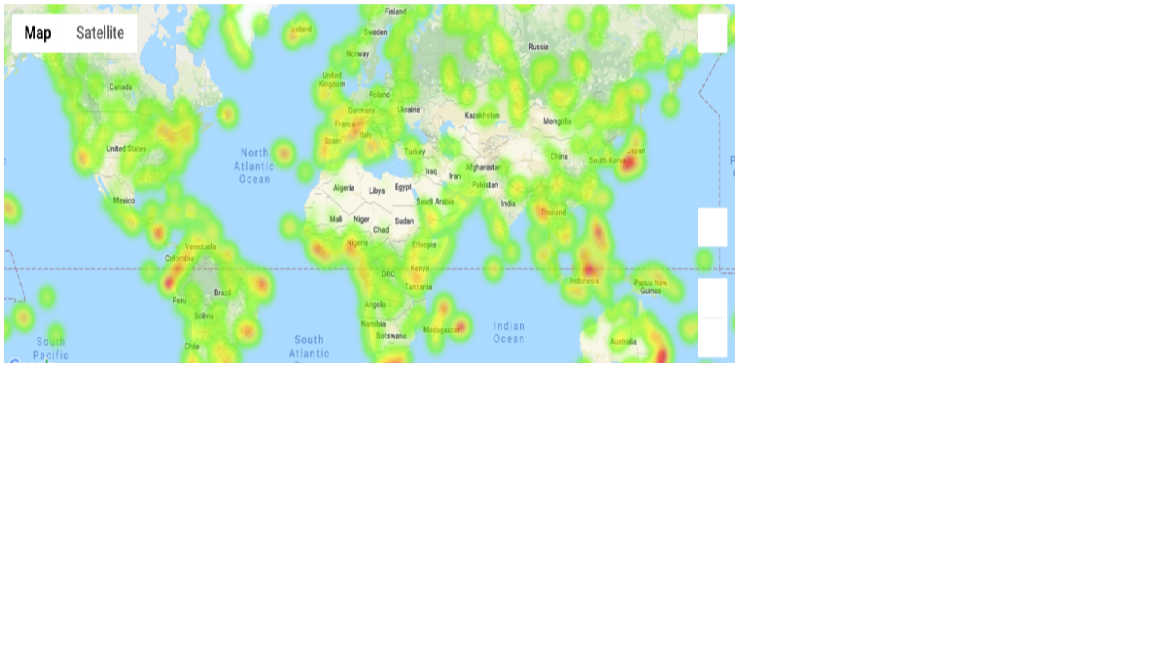 Finland
Map Satellite
Iceland
Sweden
Russia
Norway
United
Kingdom
Canada
Poland
Germany
Ukraine
Kazakhstan
Mongolia
France
Italy
Spain
United States
Turkey
North
Atlantic
Ocean
China
South Korea
Japan
Iraq
Iran
Afghanistan
Pakistan
Algeria
Libya
Egypt
Mexico
Saudi Arabia
India
Thailand
Mali
Niger
Sudan
Chad
Nigeria
Ethiopia
Venezuela
Colombia
DRC
Kenya
Indonesia
Papua New
Guinea
Tanzania
Brazil
Peru
Angola
Bolivia
Namibia
Botswana
Madagascar
Indian
Ocean
Australia
South
Pacific
South
Atlantic
Chile